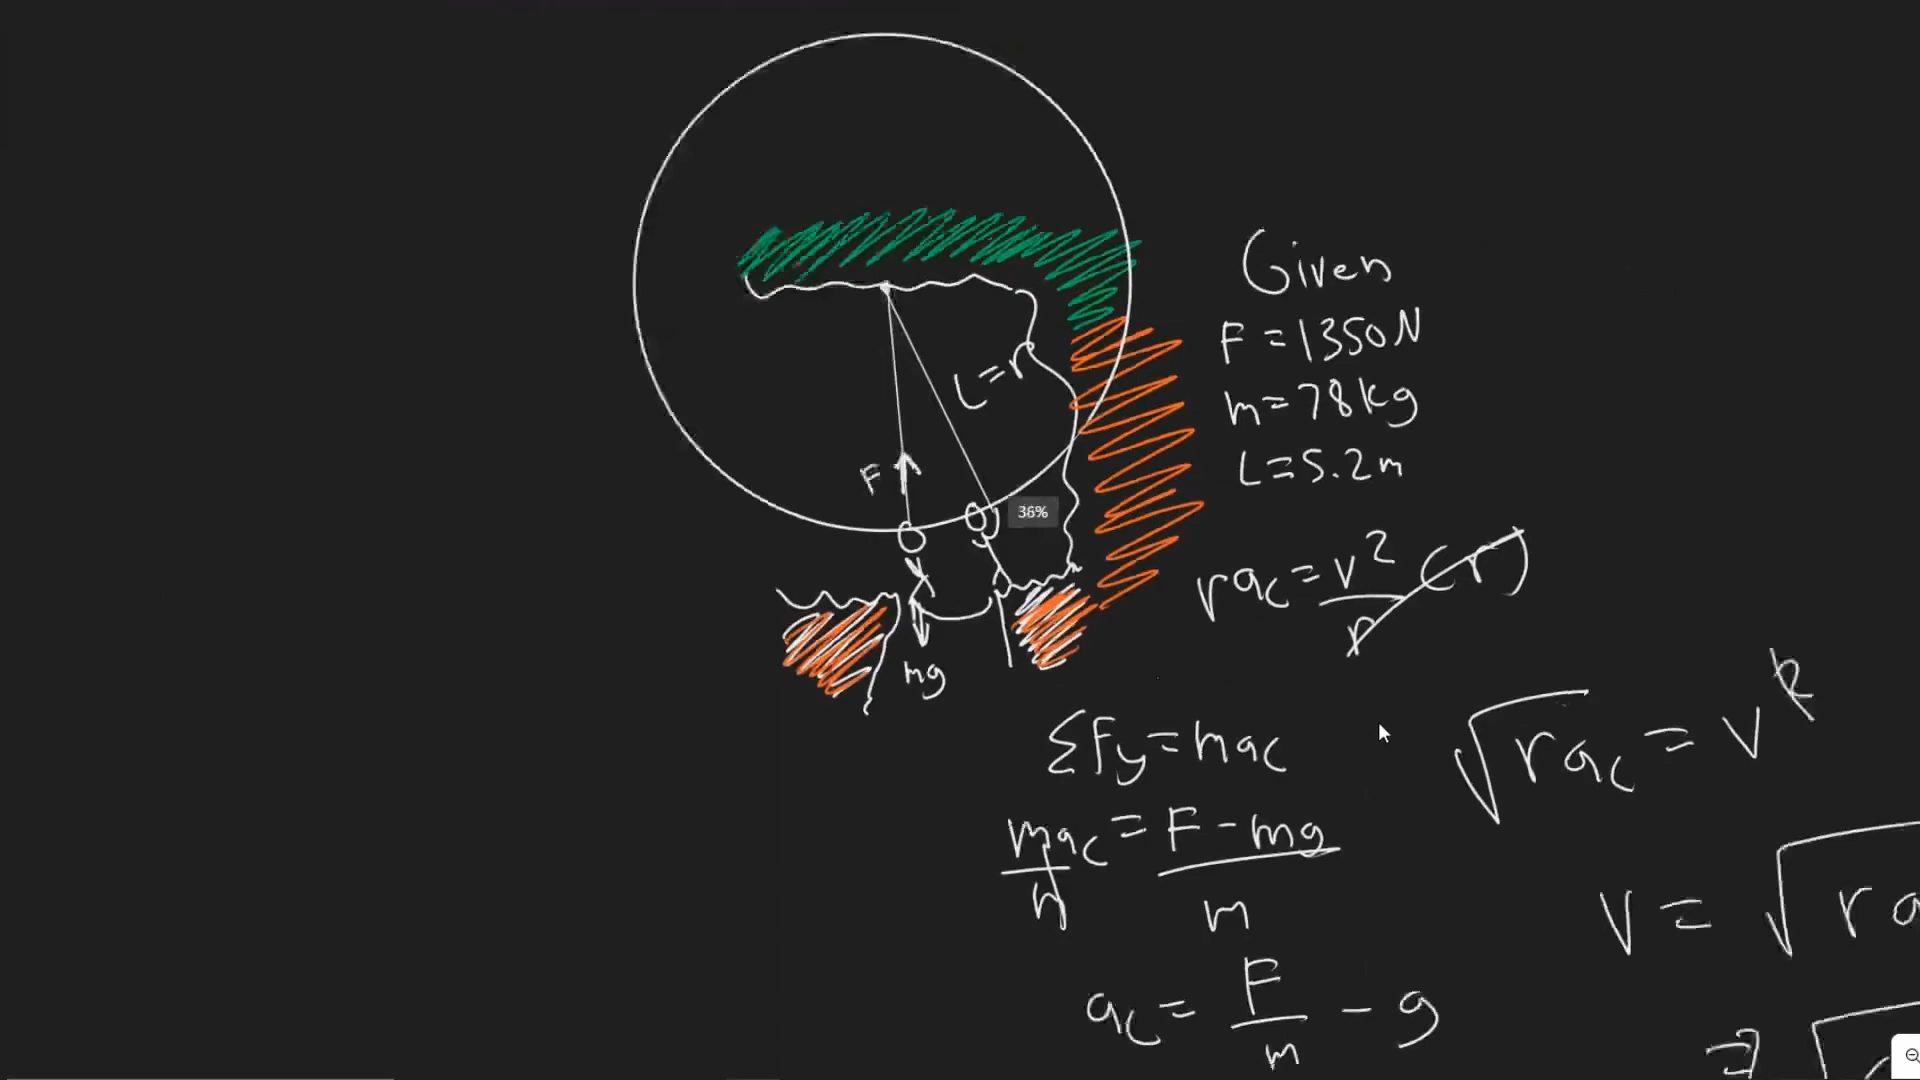 Given
F = 1350N
m = 78kg
L = 5.2m
L = r
F
36%
mg
rac = v² (r)
r
ΣFy = mac
√rac = v
mac = F - mg
m
m
v = √ra
ac = F/m - g